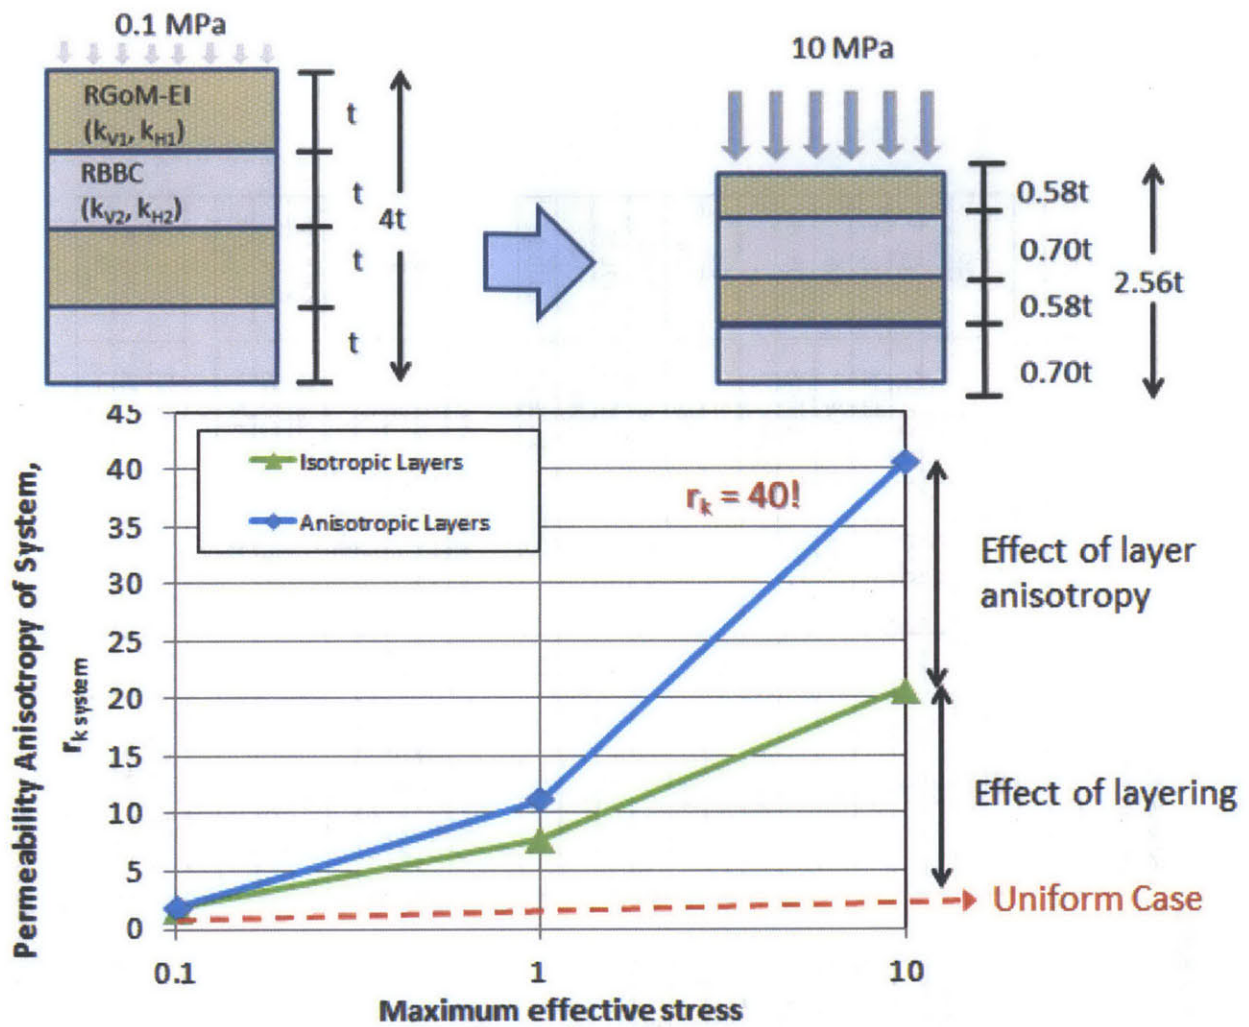 0.1 MPa
10 MPa
RGoM-EI
(kV1, kH1)
t
RBBC
(kV2, kH2)
t
4t
t
t
0.58t
0.70t
2.56t
0.58t
0.70t
45
40
35
30
25
20
15
10
5
0
Permeability Anisotropy of System,
rk system
Isotropic Layers
Anisotropic Layers
rk = 40!
Effect of layer
anisotropy
Effect of layering
Uniform Case
0.1
1
10
Maximum effective stress